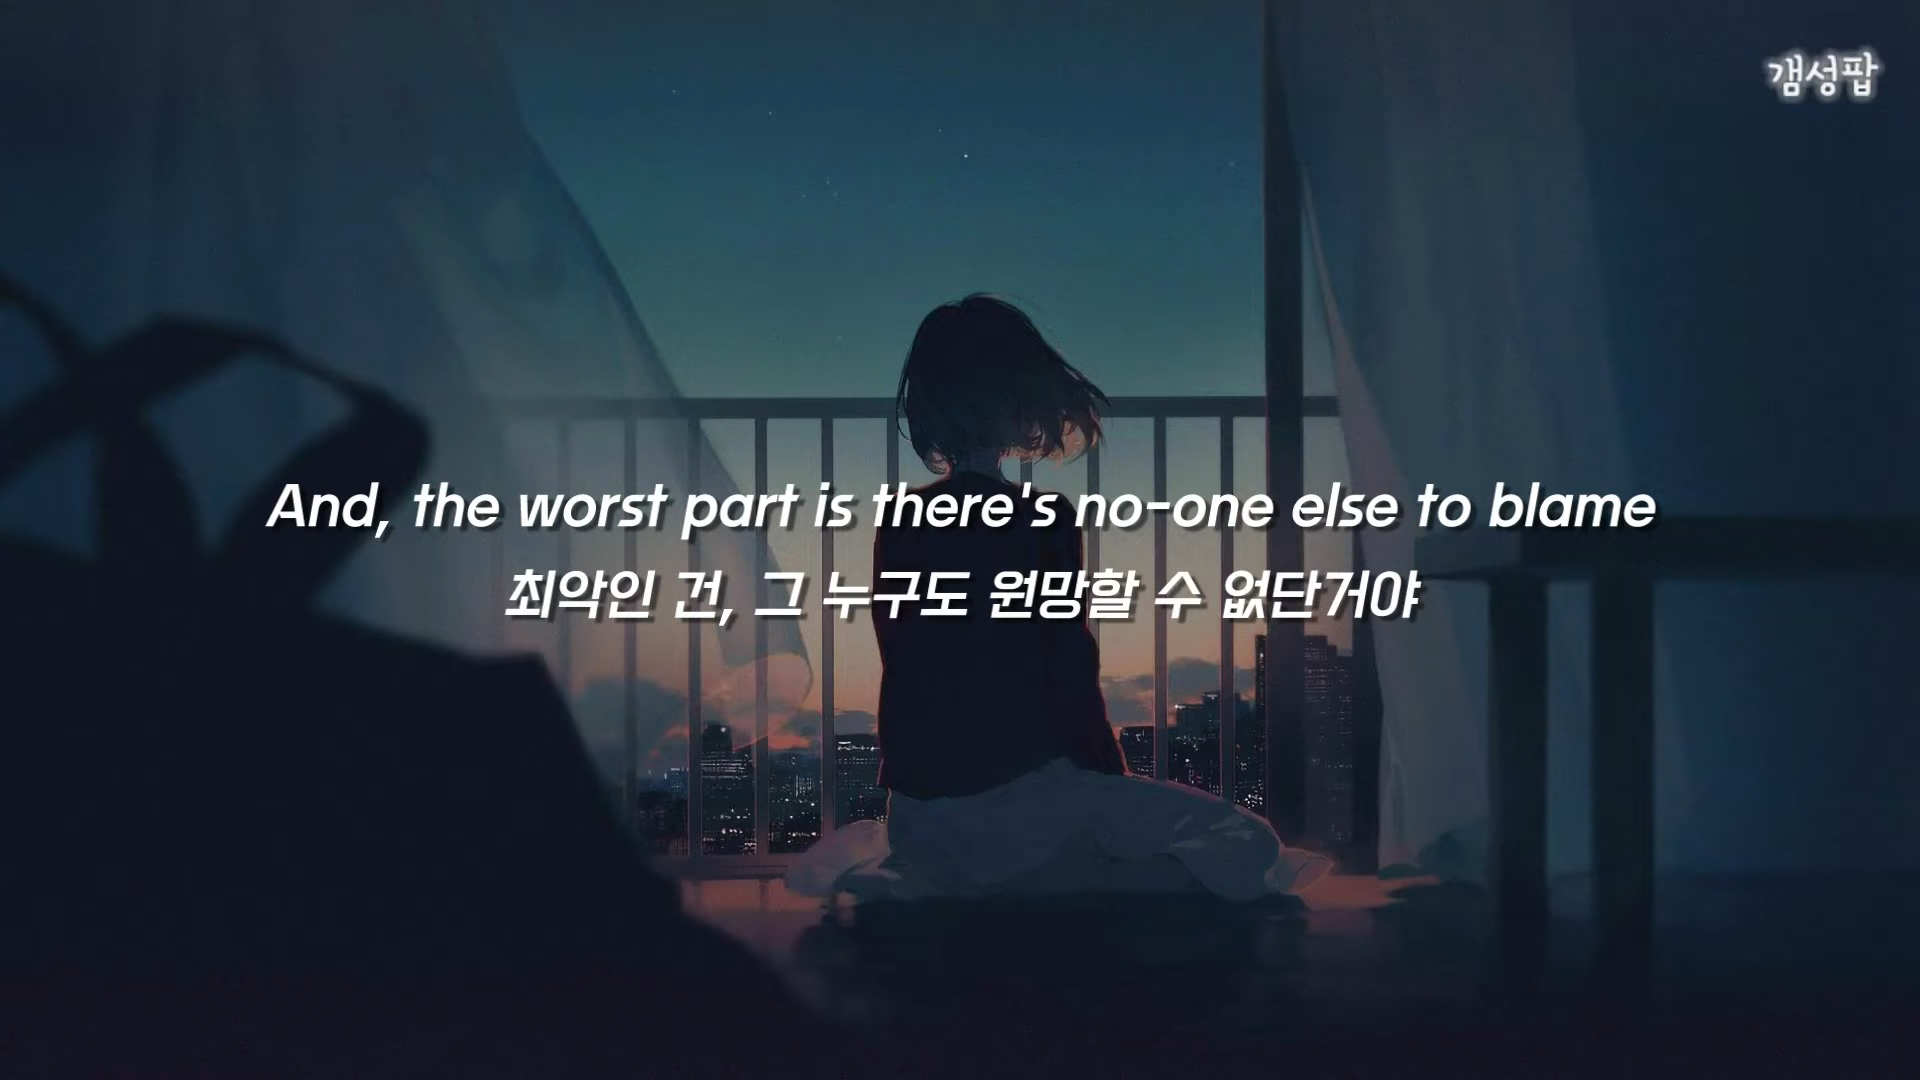 갬성팝
And, the worst part is there's no-one else to blame
최악인 건, 그 누구도 원망할 수 없단거야